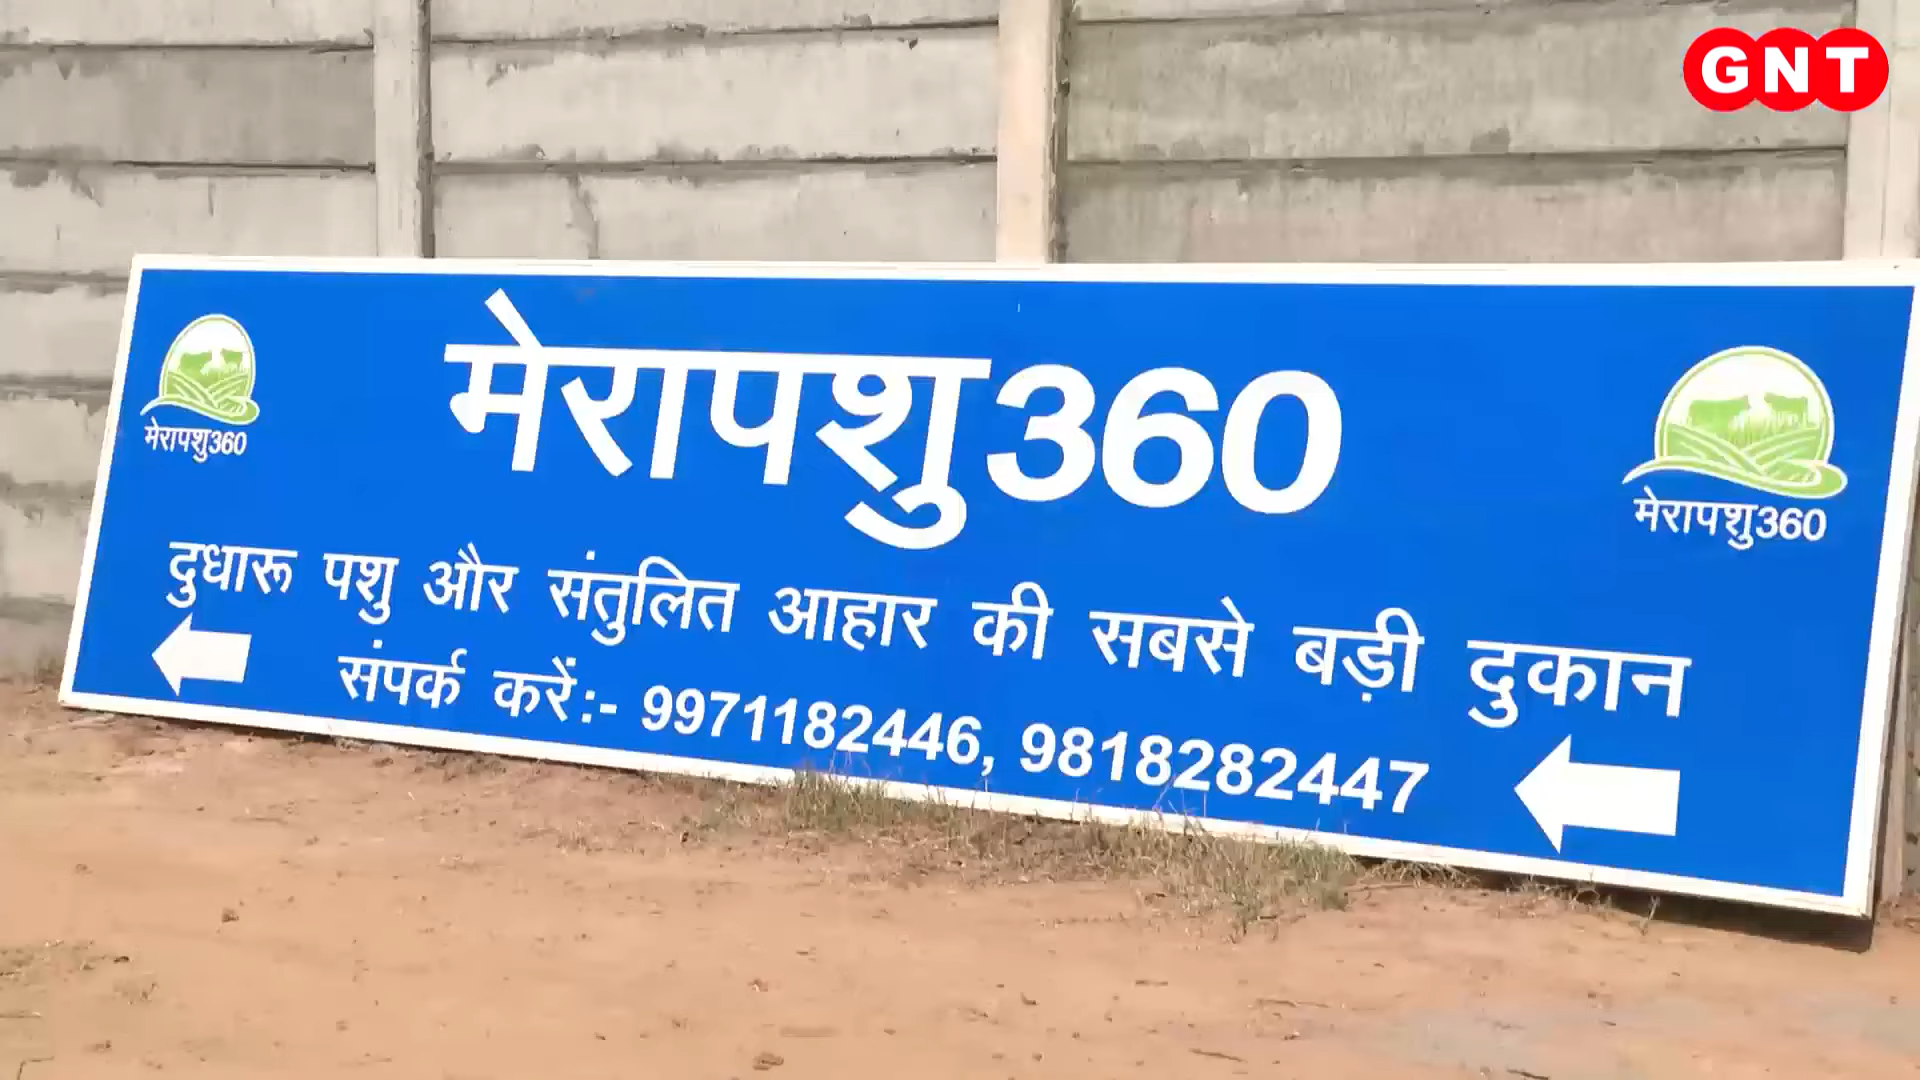 GNT
मेरापशु360
मेरापशु360
मेरापशु360
दुधारू पशु और संतुलित आहार की सबसे बड़ी दुकान
संपर्क करें:- 9971182446, 9818282447